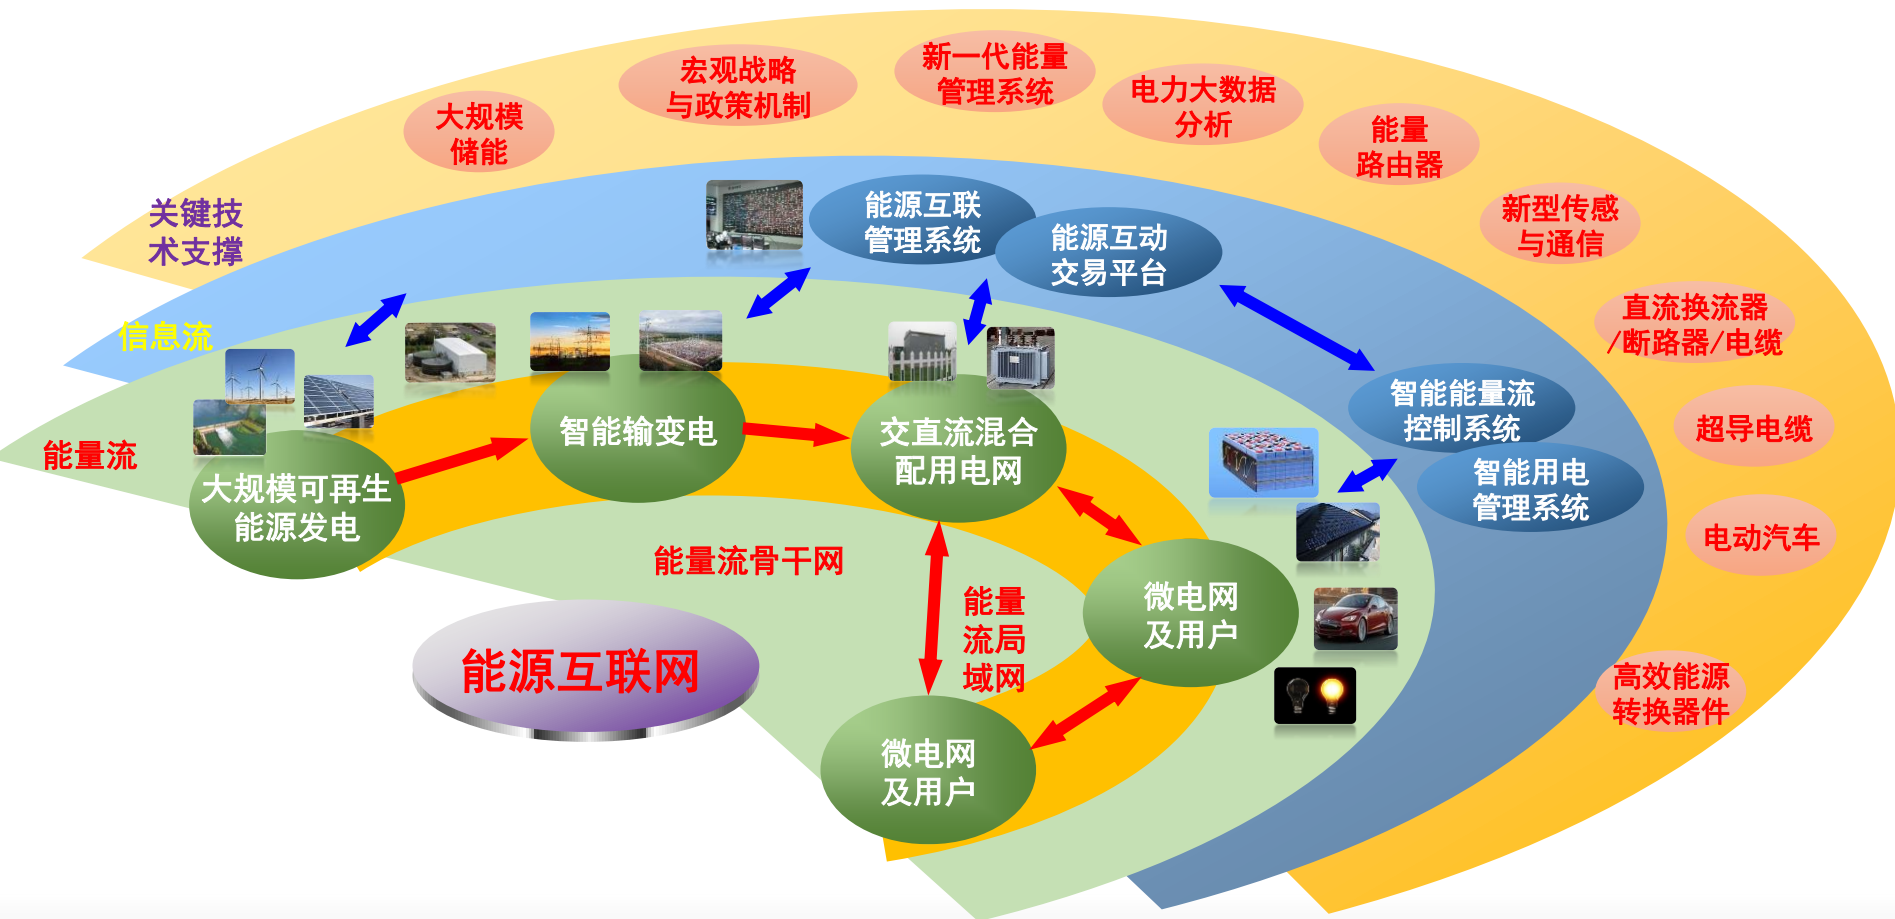 宏观战略
与政策机制
新一代能量
管理系统
电力大数据
分析
大规模
储能
能量
路由器
新型传感
与通信
直流换流器
/断路器/电缆
超导电缆
电动汽车
高效能源
转换器件
关键技
术支撑
能源互联
管理系统
能源互动
交易平台
信息流
智能能量流
控制系统
智能用电
管理系统
能量流
大规模可再生
能源发电
智能输变电
交直流混合
配用电网
能量流骨干网
能量
流局
域网
微电网
及用户
能源互联网
微电网
及用户